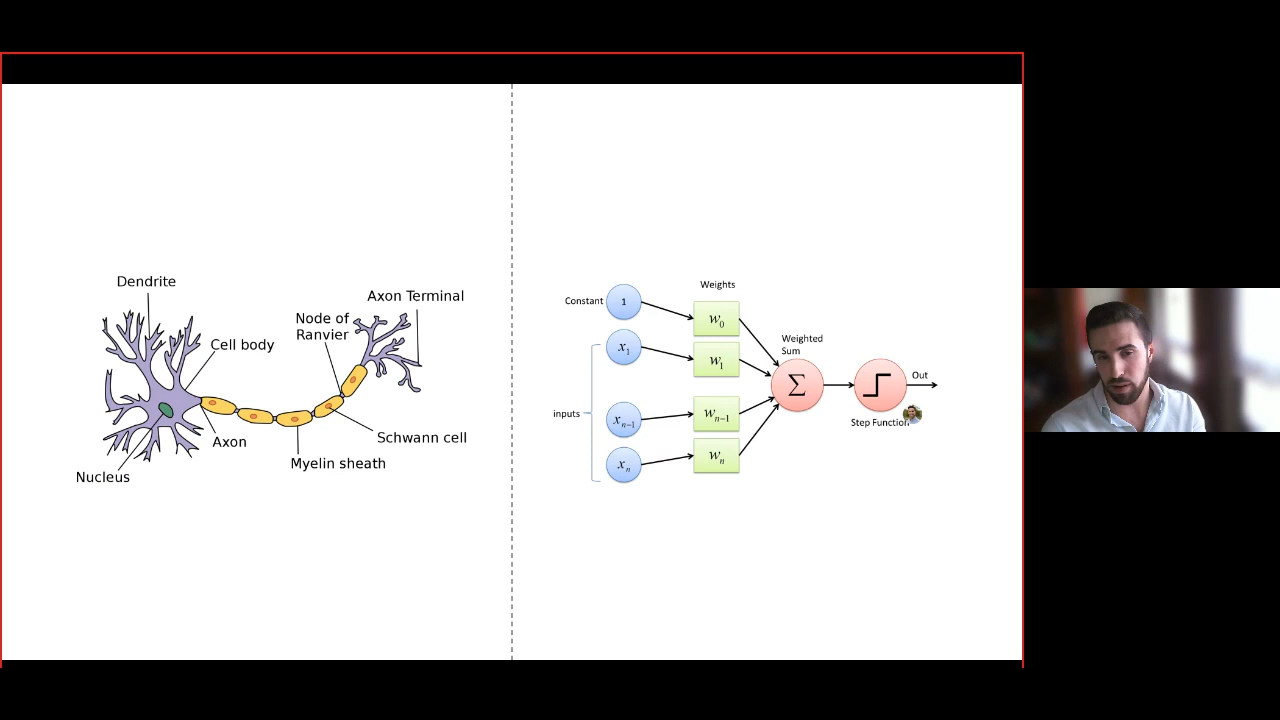 Dendrite
Axon Terminal
Node of
Ranvier
Cell body
Axon
Schwann cell
Myelin sheath
Nucleus
Weights
Constant
1
w0
Weighted
Sum
x1
w1
Σ
Out
inputs
xn-1
wn-1
Step Function
xn
wn